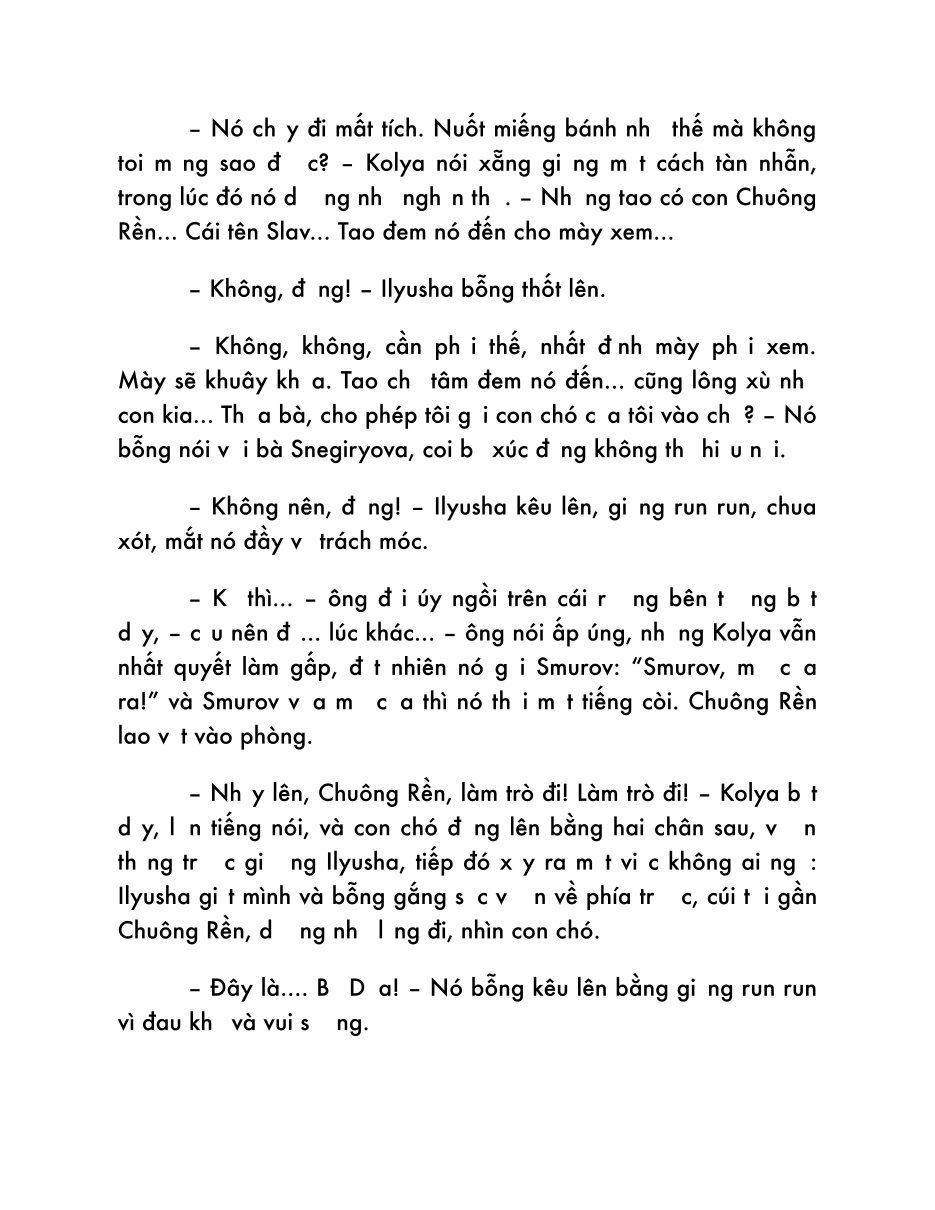 – Nó ch y đi mất tích. Nuốt miếng bánh nh thế mà không
toi m ng sao đ c? – Kolya nói xẵng gi ng m t cách tàn nhẫn,
trong lúc đó nó d ng nh ngh n th . – Nh ng tao có con Chuông
Rền... Cái tên Slav... Tao đem nó đến cho mày xem...
– Không, đ ng! – Ilyusha bỗng thốt lên.
– Không, không, cần ph i thế, nhất đ nh mày ph i xem.
Mày sẽ khuây kh a. Tao ch tâm đem nó đến... cũng lông xù nh
con kia... Th a bà, cho phép tôi g i con chó c a tôi vào ch ? – Nó
bỗng nói v i bà Snegiryova, coi b xúc đ ng không th hi u n i.
– Không nên, đ ng! – Ilyusha kêu lên, gi ng run run, chua
xót, mắt nó đầy v trách móc.
– K thì... – ông đ i úy ngồi trên cái r ng bên t ng b t
d y, – c u nên đ ... lúc khác... – ông nói ấp úng, nh ng Kolya vẫn
nhất quyết làm gấp, đ t nhiên nó g i Smurov: “Smurov, m c a
ra!” và Smurov v a m c a thì nó th i m t tiếng còi. Chuông Rền
lao v t vào phòng.
– Nh y lên, Chuông Rền, làm trò đi! Làm trò đi! – Kolya b t
d y, l n tiếng nói, và con chó đ ng lên bằng hai chân sau, v n
th ng tr c gi ng Ilyusha, tiếp đó x y ra m t vi c không ai ng :
Ilyusha gi t mình và bỗng gắng s c v n về phía tr c, cúi t i gần
Chuông Rền, d ng nh l ng đi, nhìn con chó.
– Đây là.... B D a! – Nó bỗng kêu lên bằng gi ng run run
vì đau kh và vui s ng.